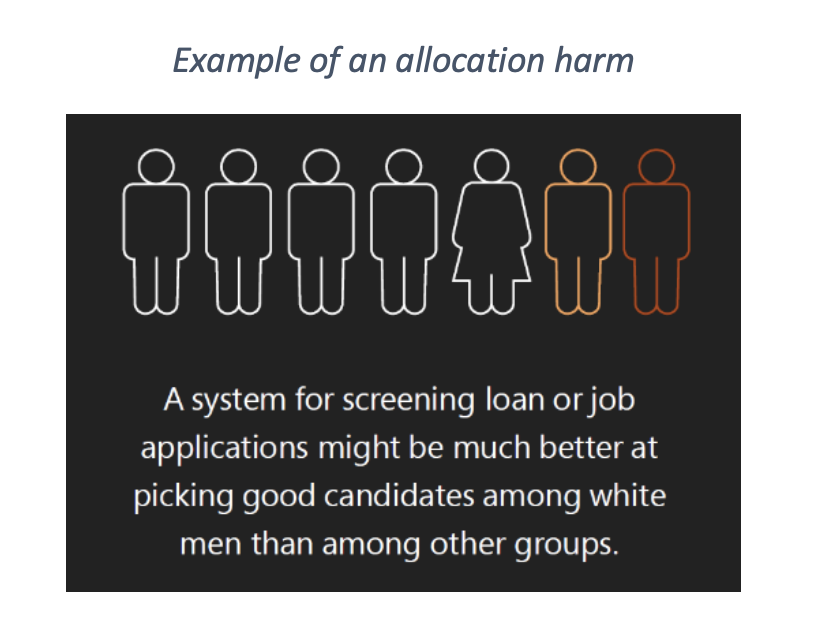 Example of an allocation harm
A system for screening loan or job
applications might be much better at
picking good candidates among white
men than among other groups.